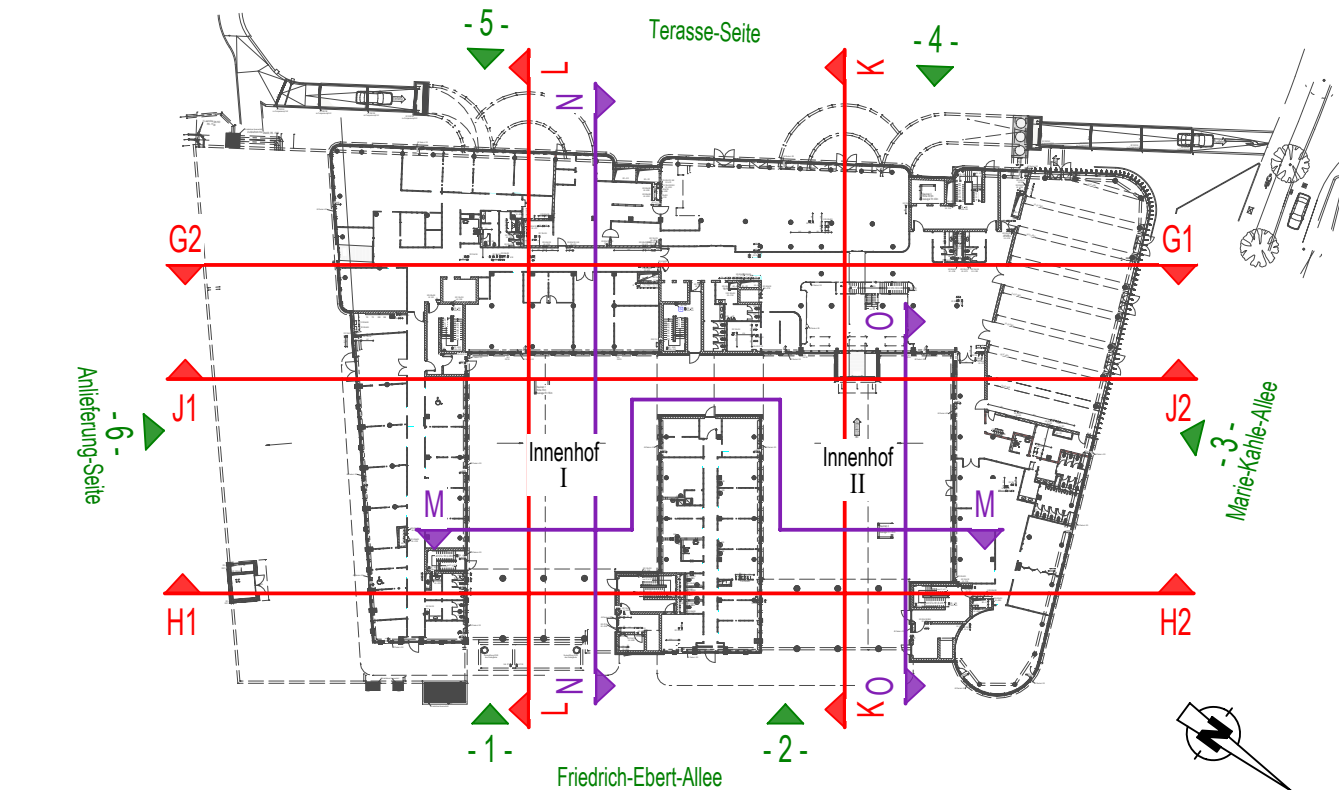 - 5 -
Terasse-Seite
- 4 -
L
K
N
G2
G1
O
J1
J2
Anlieferung-Seite
- 6 -
Innenhof
I
Innenhof
II
- 3 -
Marie-Kahle-Allee
M
M
H1
H2
N
L
O
K
- 1 -
- 2 -
N
Friedrich-Ebert-Allee